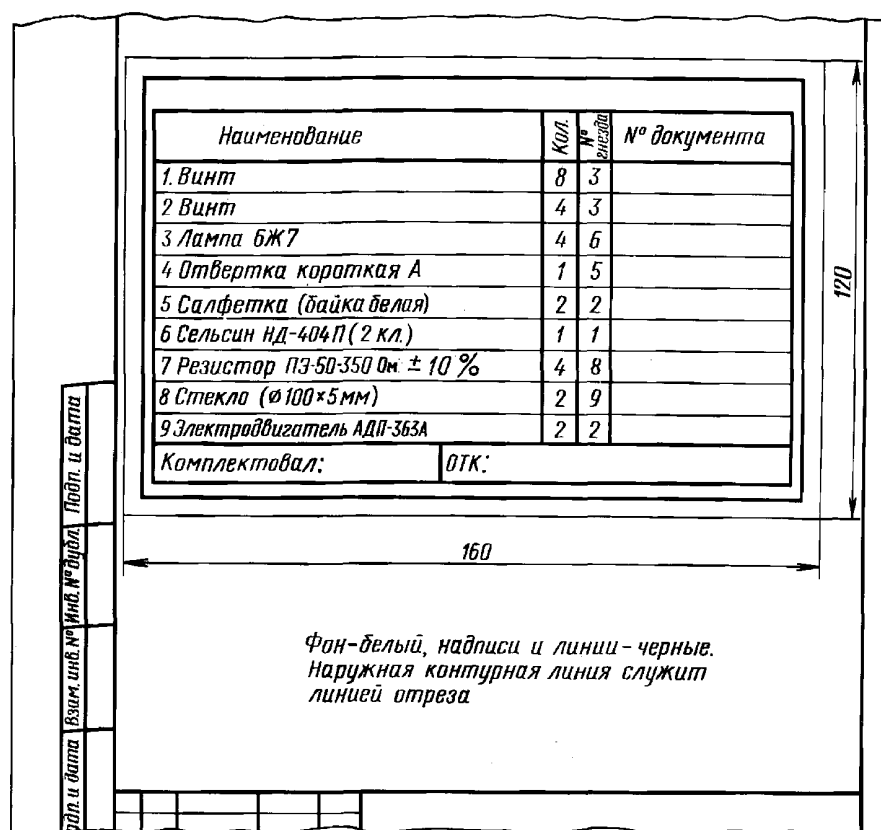 Наименование Кол. № гнезда № документа
1. Винт 8 3
2 Винт 4 3
3 Лампа 6Ж7 4 6
4 Отвертка короткая А 1 5
5 Салфетка (байка белая) 2 2
6 Сельсин НД-404П (2 кл.) 1 1
7 Резистор ПЭ-50-350 Ом ± 10 % 4 8
8 Стекло (⌀100×5мм) 2 9
9 Электродвигатель АДП-363А 2 2
Комплектовал: ОТК:
120
160
Фон-белый, надписи и линии – черные.
Наружная контурная линия служит
линией отреза
Подп. и дата
Инв. № дубл.
Взам. инв. №
подп. и дата